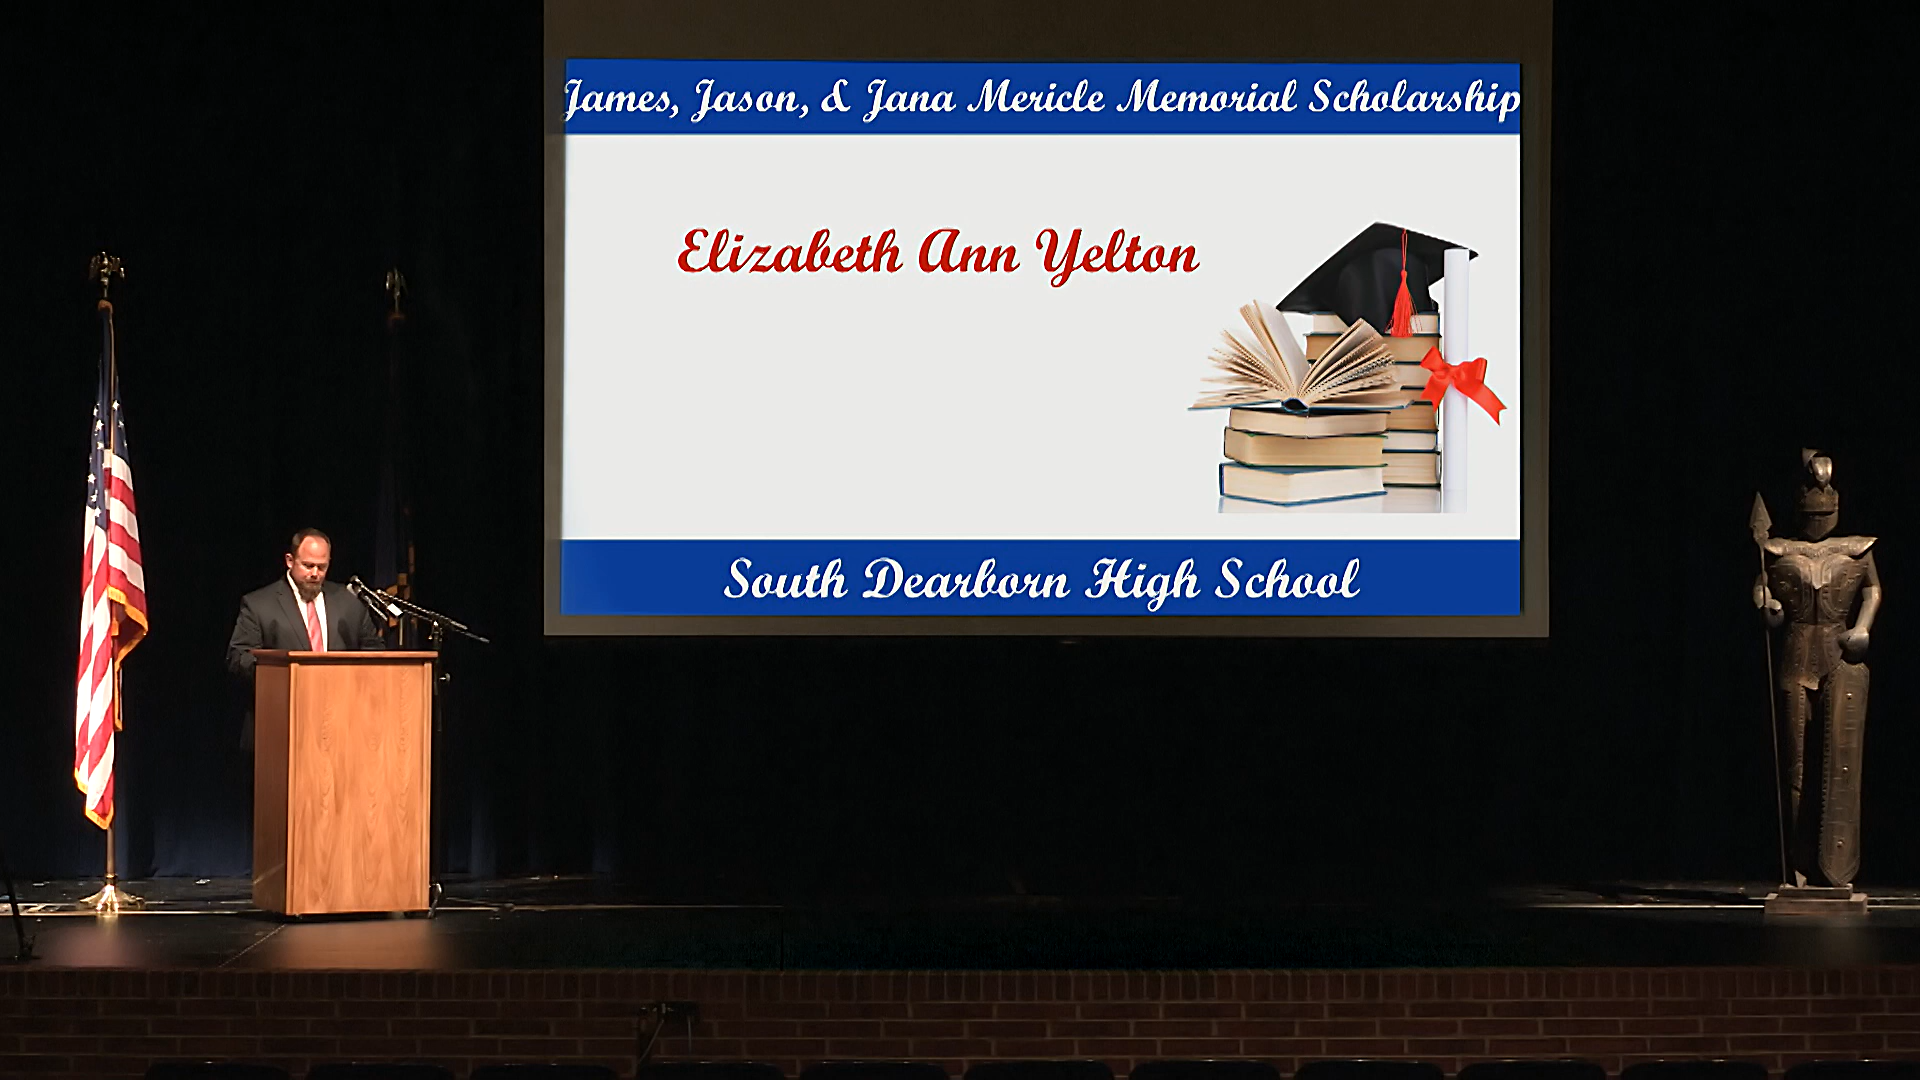 James, Jason, & Jana Mericle Memorial Scholarship
Elizabeth Ann Yelton
South Dearborn High School